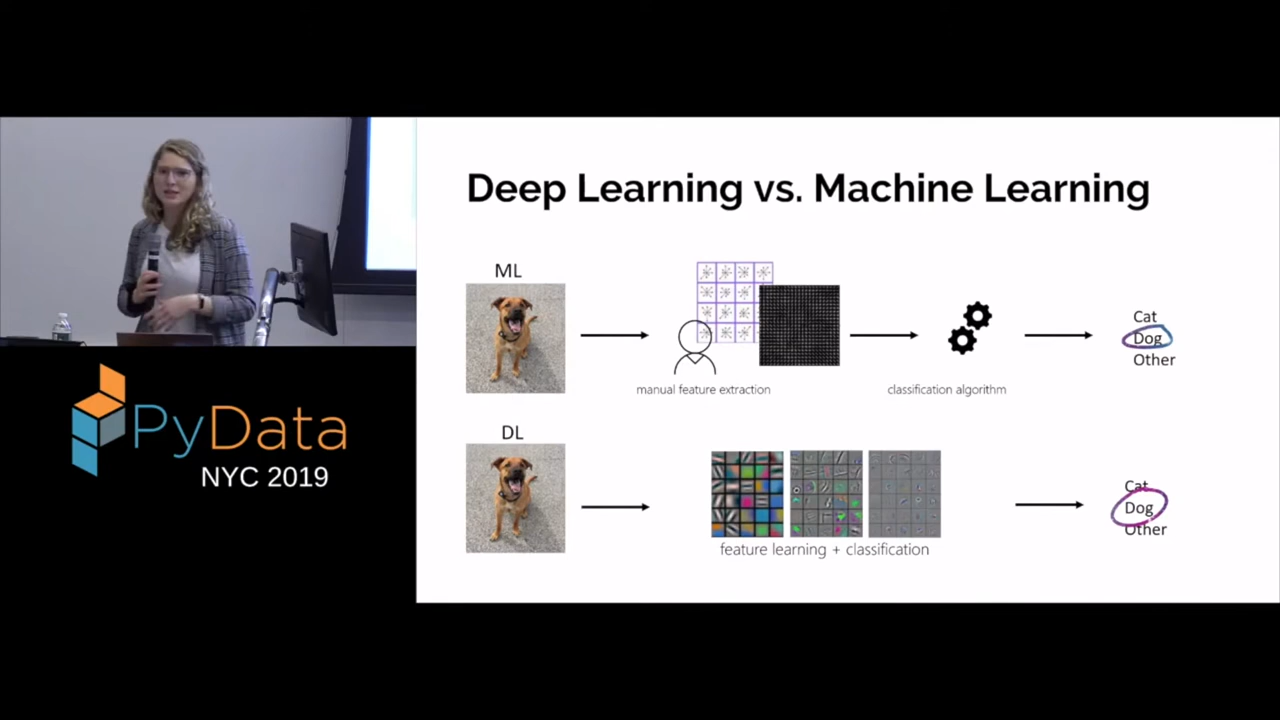 Deep Learning vs. Machine Learning
ML
manual feature extraction
classification algorithm
Cat
Dog
Other
DL
feature learning + classification
Cat
Dog
Other
PyData
NYC 2019